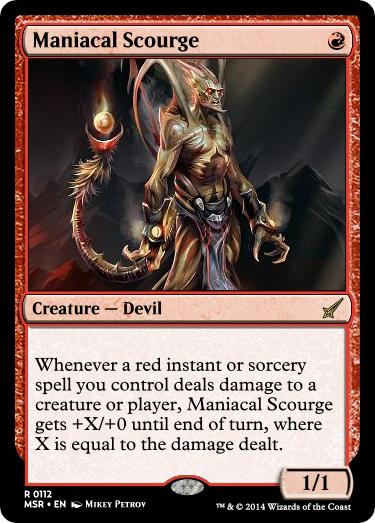 Maniacal Scourge
Creature — Devil
Whenever a red instant or sorcery
spell you control deals damage to a
creature or player, Maniacal Scourge
gets +X/+0 until end of turn, where
X is equal to the damage dealt.
1/1
R 0112
MSR • EN Mikey Petrov
™ & © 2014 Wizards of the Coast